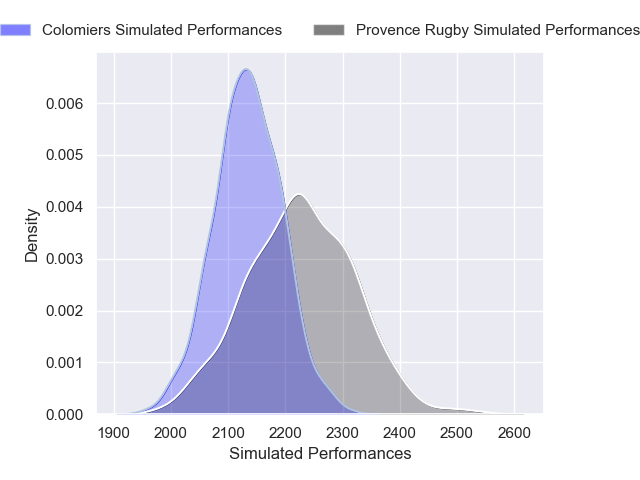 Colomiers Simulated Performances
Provence Rugby Simulated Performances
0.006
0.005
0.004
0.003
0.002
0.001
0.000
Density
1900 2000 2100 2200 2300 2400 2500 2600
Simulated Performances